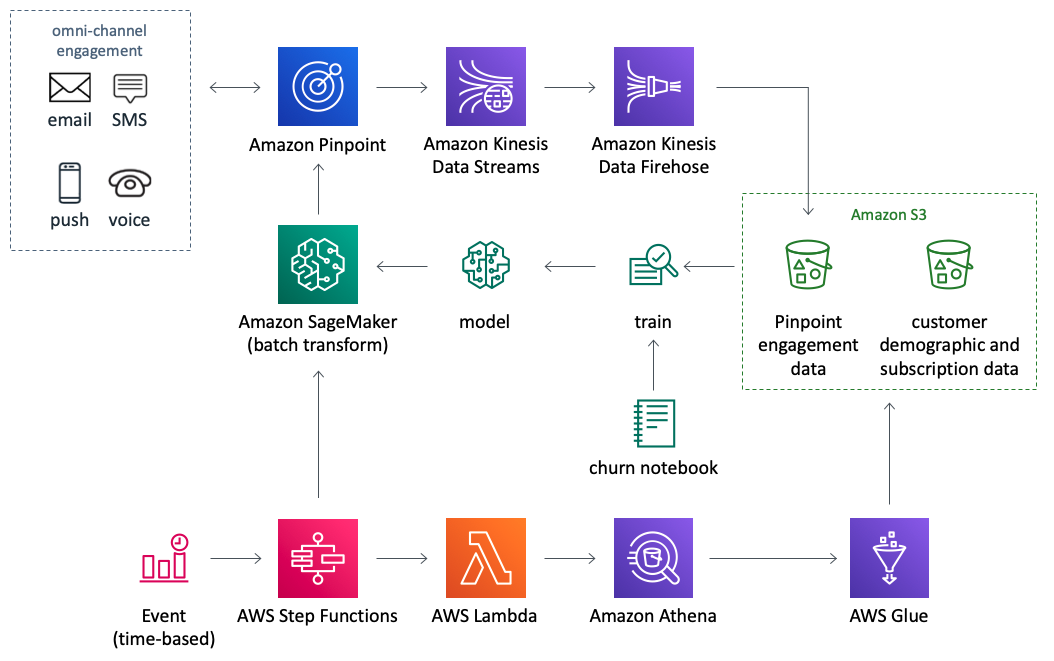 omni-channel
engagement
email
SMS
push
voice
Amazon Pinpoint
Amazon Kinesis
Data Streams
Amazon Kinesis
Data Firehose
Amazon S3
Pinpoint
engagement
data
customer
demographic and
subscription data
Amazon SageMaker
(batch transform)
model
train
churn notebook
Event
(time-based)
AWS Step Functions
AWS Lambda
Amazon Athena
AWS Glue